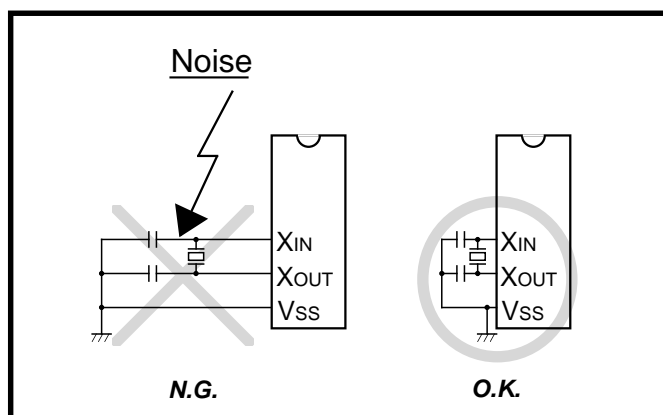 Noise
XIN
XOUT
VSS
XIN
XOUT
VSS
N.G.
O.K.